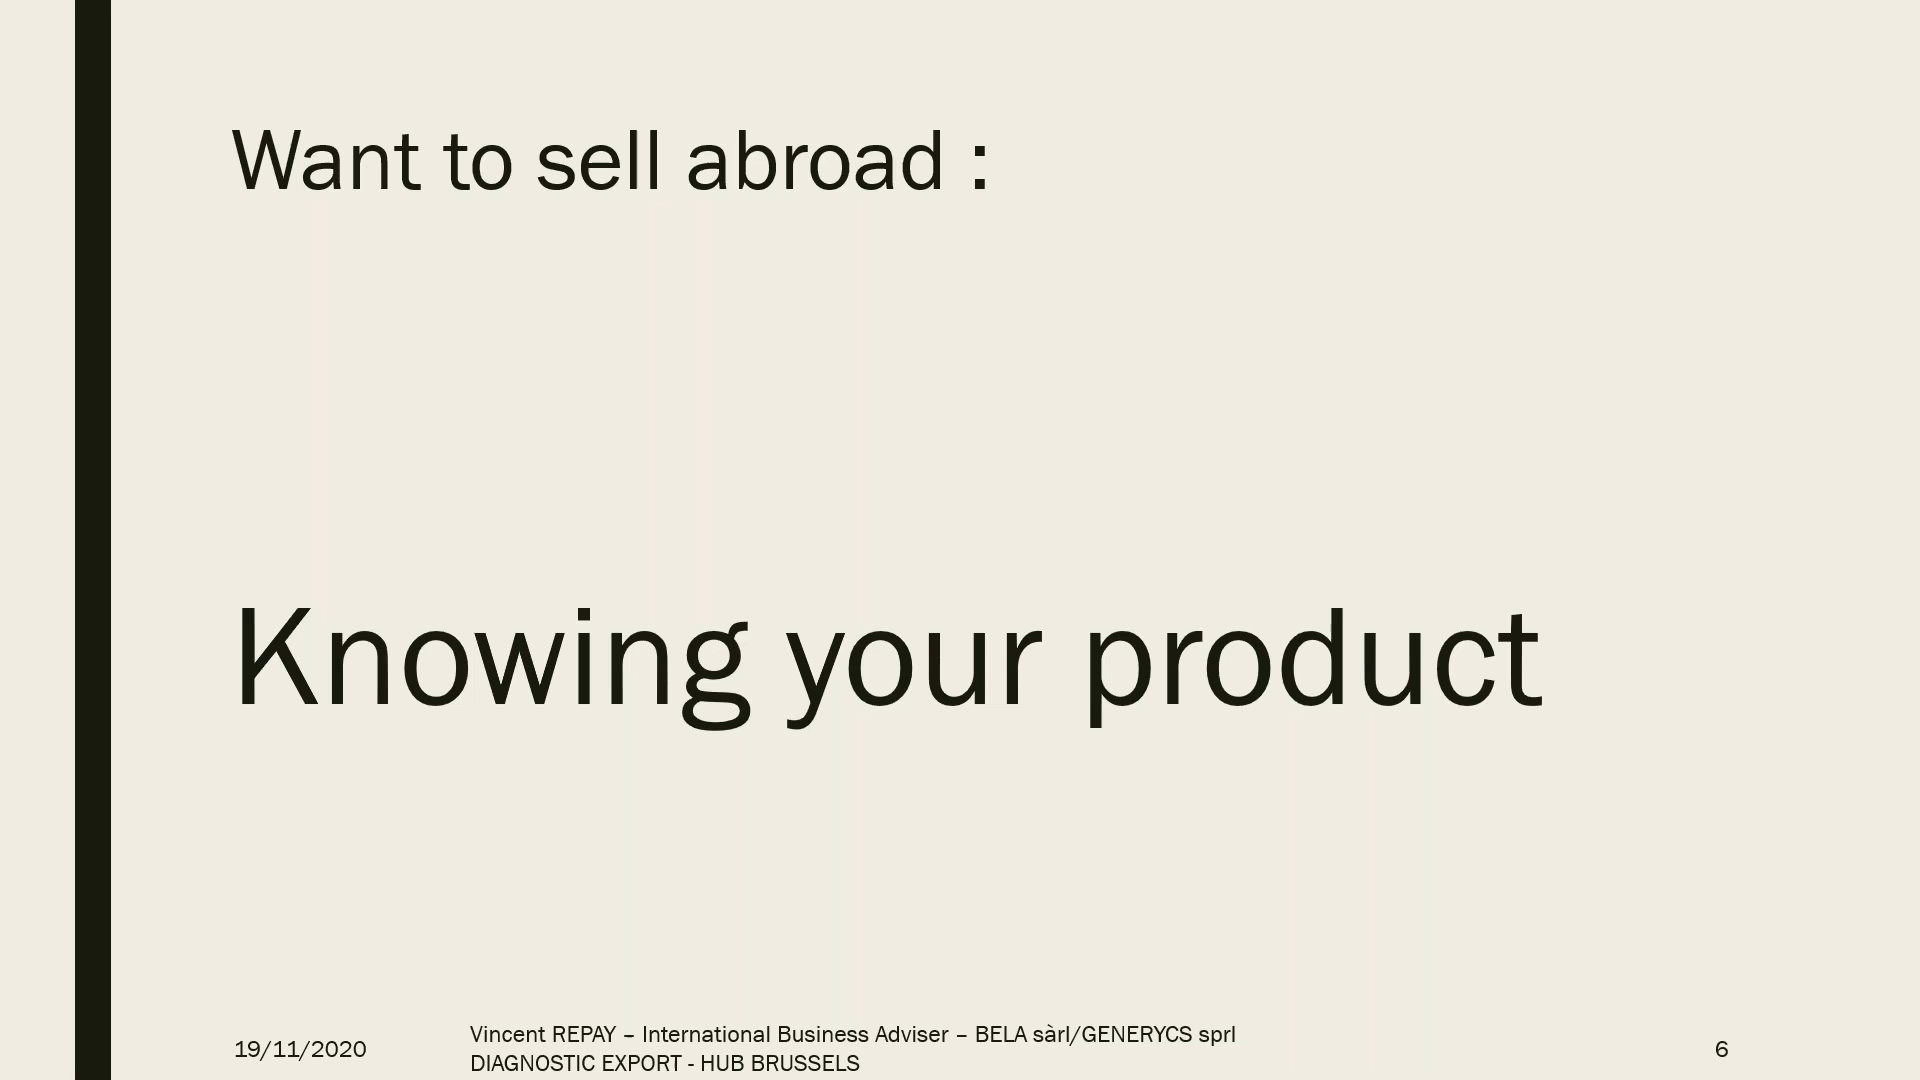 Want to sell abroad :
Knowing your product
19/11/2020
Vincent REPAY – International Business Adviser – BELA sàrl/GENERYCS sprl
DIAGNOSTIC EXPORT - HUB BRUSSELS
6